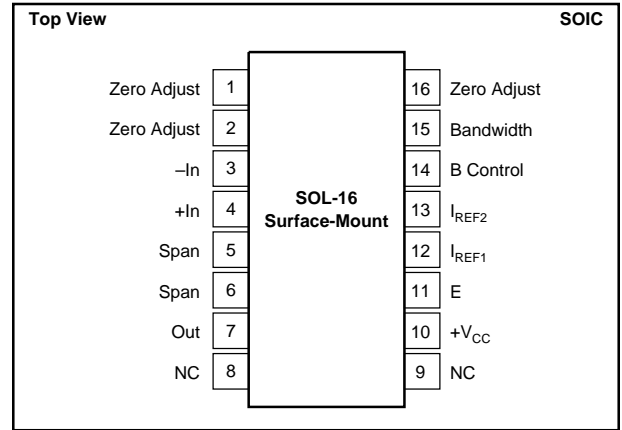 Top View SOIC
Zero Adjust 1 16 Zero Adjust
Zero Adjust 2 15 Bandwidth
–In 3 14 B Control
SOL-16
Surface-Mount
+In 4 13 IREF2
Span 5 12 IREF1
Span 6 11 E
Out 7 10 +VCC
NC 8 9 NC